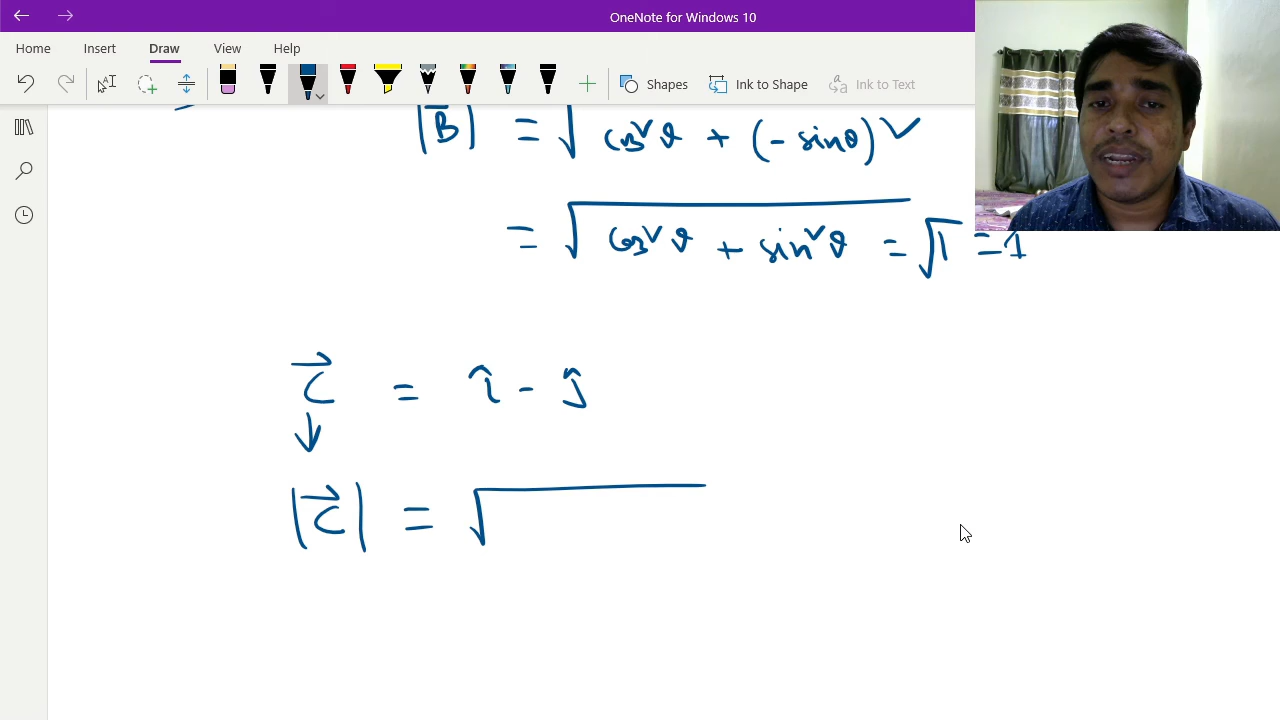 OneNote for Windows 10
Home Insert Draw View Help
Shapes Ink to Shape Ink to Text
|B⃗| = √(cos²θ + (-sinθ)²)
= √(cos²θ + sin²θ) = √1 = 1
C⃗ = î - ĵ
|C⃗| = √